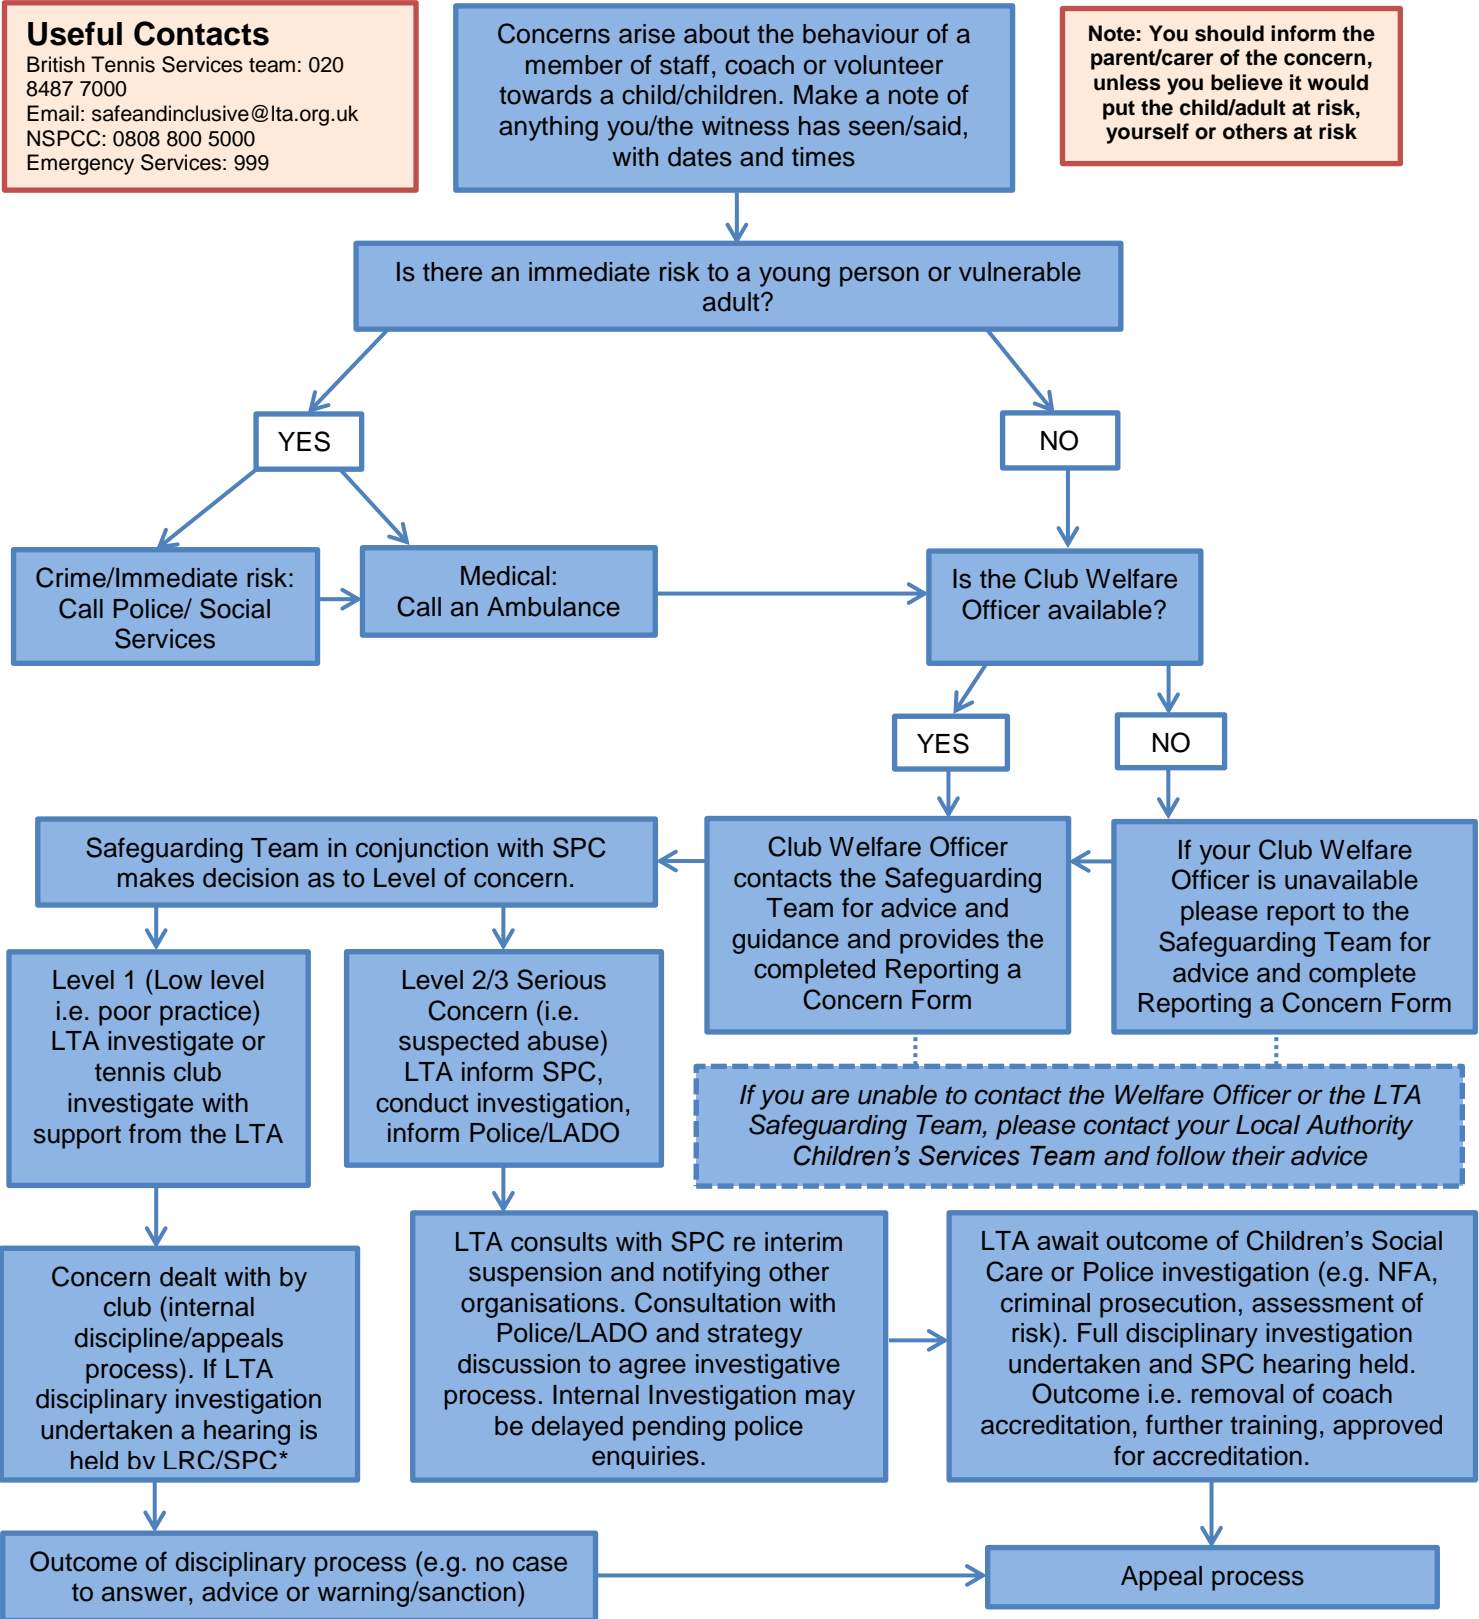 Useful Contacts
British Tennis Services team: 020
8487 7000
Email: safeandinclusive@lta.org.uk
NSPCC: 0808 800 5000
Emergency Services: 999
Concerns arise about the behaviour of a
member of staff, coach or volunteer
towards a child/children. Make a note of
anything you/the witness has seen/said,
with dates and times
Note: You should inform the
parent/carer of the concern,
unless you believe it would
put the child/adult at risk,
yourself or others at risk
Is there an immediate risk to a young person or vulnerable
adult?
YES
NO
Crime/Immediate risk:
Call Police/ Social
Services
Medical:
Call an Ambulance
Is the Club Welfare
Officer available?
YES
NO
Safeguarding Team in conjunction with SPC
makes decision as to Level of concern.
Club Welfare Officer
contacts the Safeguarding
Team for advice and
guidance and provides the
completed Reporting a
Concern Form
If your Club Welfare
Officer is unavailable
please report to the
Safeguarding Team for
advice and complete
Reporting a Concern Form
Level 1 (Low level
i.e. poor practice)
LTA investigate or
tennis club
investigate with
support from the LTA
Level 2/3 Serious
Concern (i.e.
suspected abuse)
LTA inform SPC,
conduct investigation,
inform Police/LADO
If you are unable to contact the Welfare Officer or the LTA
Safeguarding Team, please contact your Local Authority
Children’s Services Team and follow their advice
Concern dealt with by
club (internal
discipline/appeals
process). If LTA
disciplinary investigation
undertaken a hearing is
held by LRC/SPC*
LTA consults with SPC re interim
suspension and notifying other
organisations. Consultation with
Police/LADO and strategy
discussion to agree investigative
process. Internal Investigation may
be delayed pending police
enquiries.
LTA await outcome of Children’s Social
Care or Police investigation (e.g. NFA,
criminal prosecution, assessment of
risk). Full disciplinary investigation
undertaken and SPC hearing held.
Outcome i.e. removal of coach
accreditation, further training, approved
for accreditation.
Outcome of disciplinary process (e.g. no case
to answer, advice or warning/sanction)
Appeal process